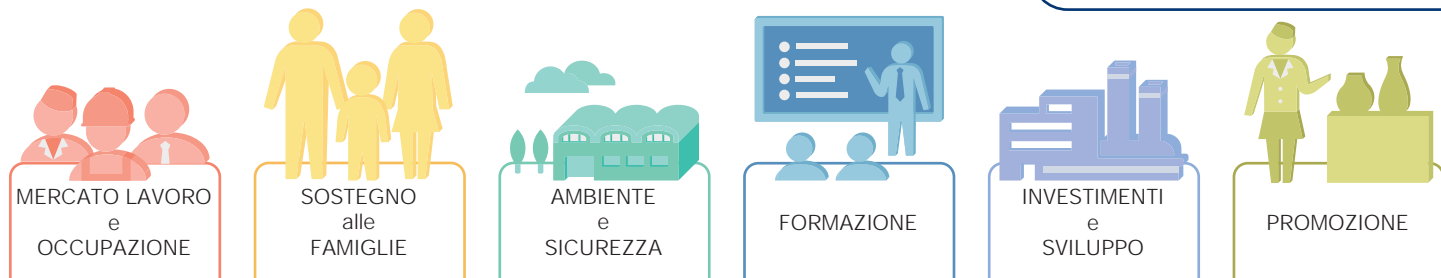 MERCATO LAVORO
e
OCCUPAZIONE
SOSTEGNO
alle
FAMIGLIE
AMBIENTE
e
SICUREZZA
FORMAZIONE
INVESTIMENTI
e
SVILUPPO
PROMOZIONE